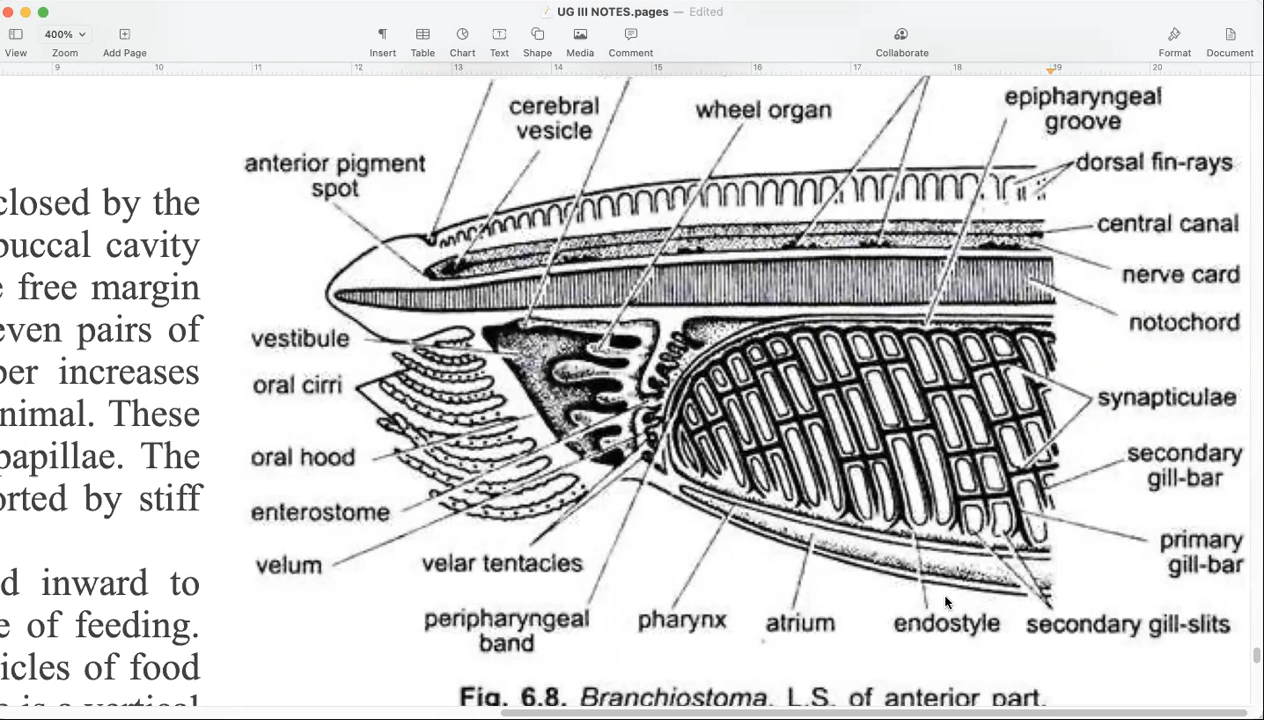 UG III NOTES.pages — Edited
400%
View
Zoom
Add Page
Insert
Table
Chart
Text
Shape
Media
Comment
Collaborate
Format
Document
9 10 11 12 13 14 15 16 17 18 19 20
closed by the
buccal cavity
free margin
even pairs of
per increases
nimal. These
papillae. The
orted by stiff
d inward to
e of feeding.
icles of food
n is a vertical
cerebral
vesicle
wheel organ
epipharyngeal
groove
anterior pigment
spot
dorsal fin-rays
central canal
nerve card
notochord
vestibule
oral cirri
synapticulae
oral hood
secondary
gill-bar
enterostome
primary
gill-bar
velum
velar tentacles
peripharyngeal
band
pharynx
atrium
endostyle
secondary gill-slits
Fig. 6.8. Branchiostoma. L.S. of anterior part.